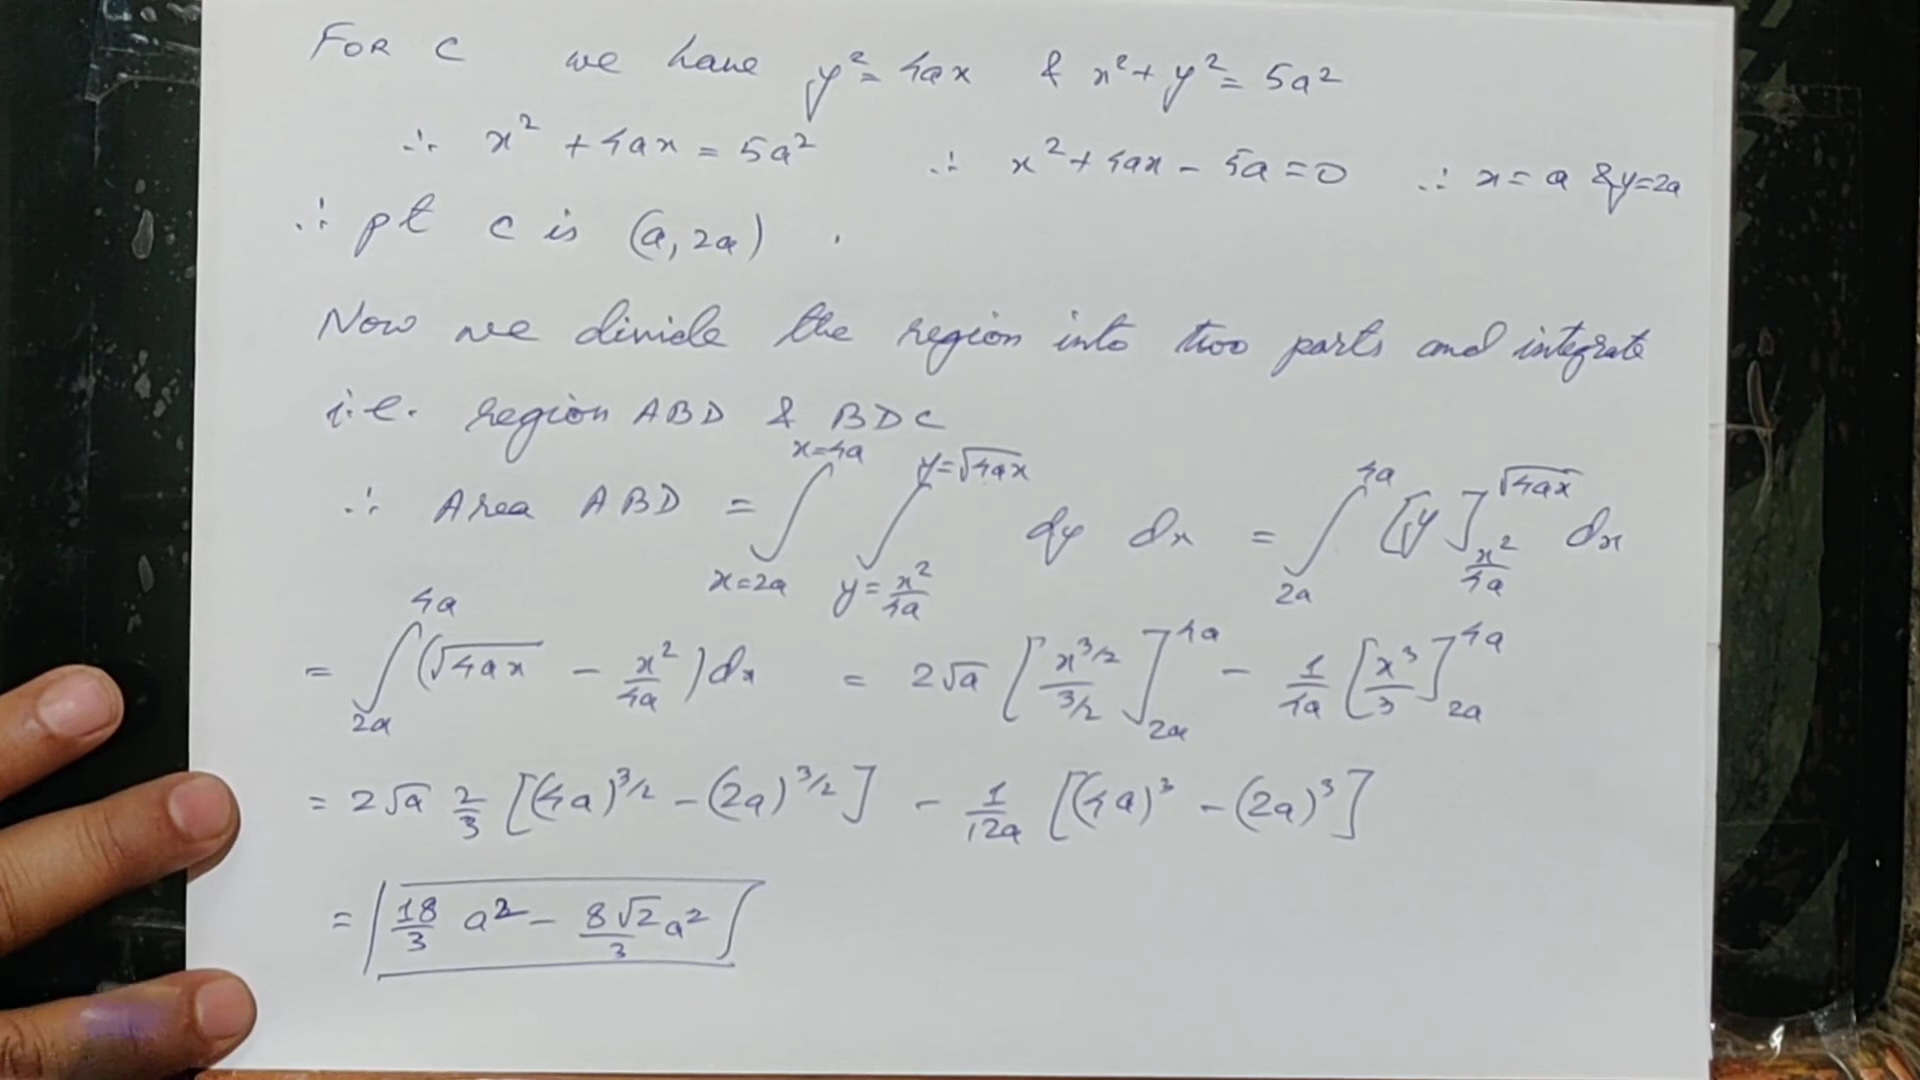 FOR C we have y² = 4ax & x² + y² = 5a²
∴ x² + 4ax = 5a² ∴ x² + 4ax - 5a = 0 ∴ x = a & y = 2a
∴ pt C is (a, 2a).
Now we divide the region into two parts and integrate
i.e. region ABD & BDC
∴ Area ABD = ∫_{x=2a}^{x=4a} ∫_{y=x²/4a}^{y=√4ax} dy dx = ∫_{2a}^{4a} [y]_{x²/4a}^{√4ax} dx
= ∫_{2a}^{4a} (√4ax - x²/4a) dx = 2√a [x^{3/2}/(3/2)]_{2a}^{4a} - 1/4a [x³/3]_{2a}^{4a}
= 2√a 2/3 [(4a)^{3/2} - (2a)^{3/2}] - 1/12a [(4a)³ - (2a)³]
= 18/3 a² - 8√2/3 a²